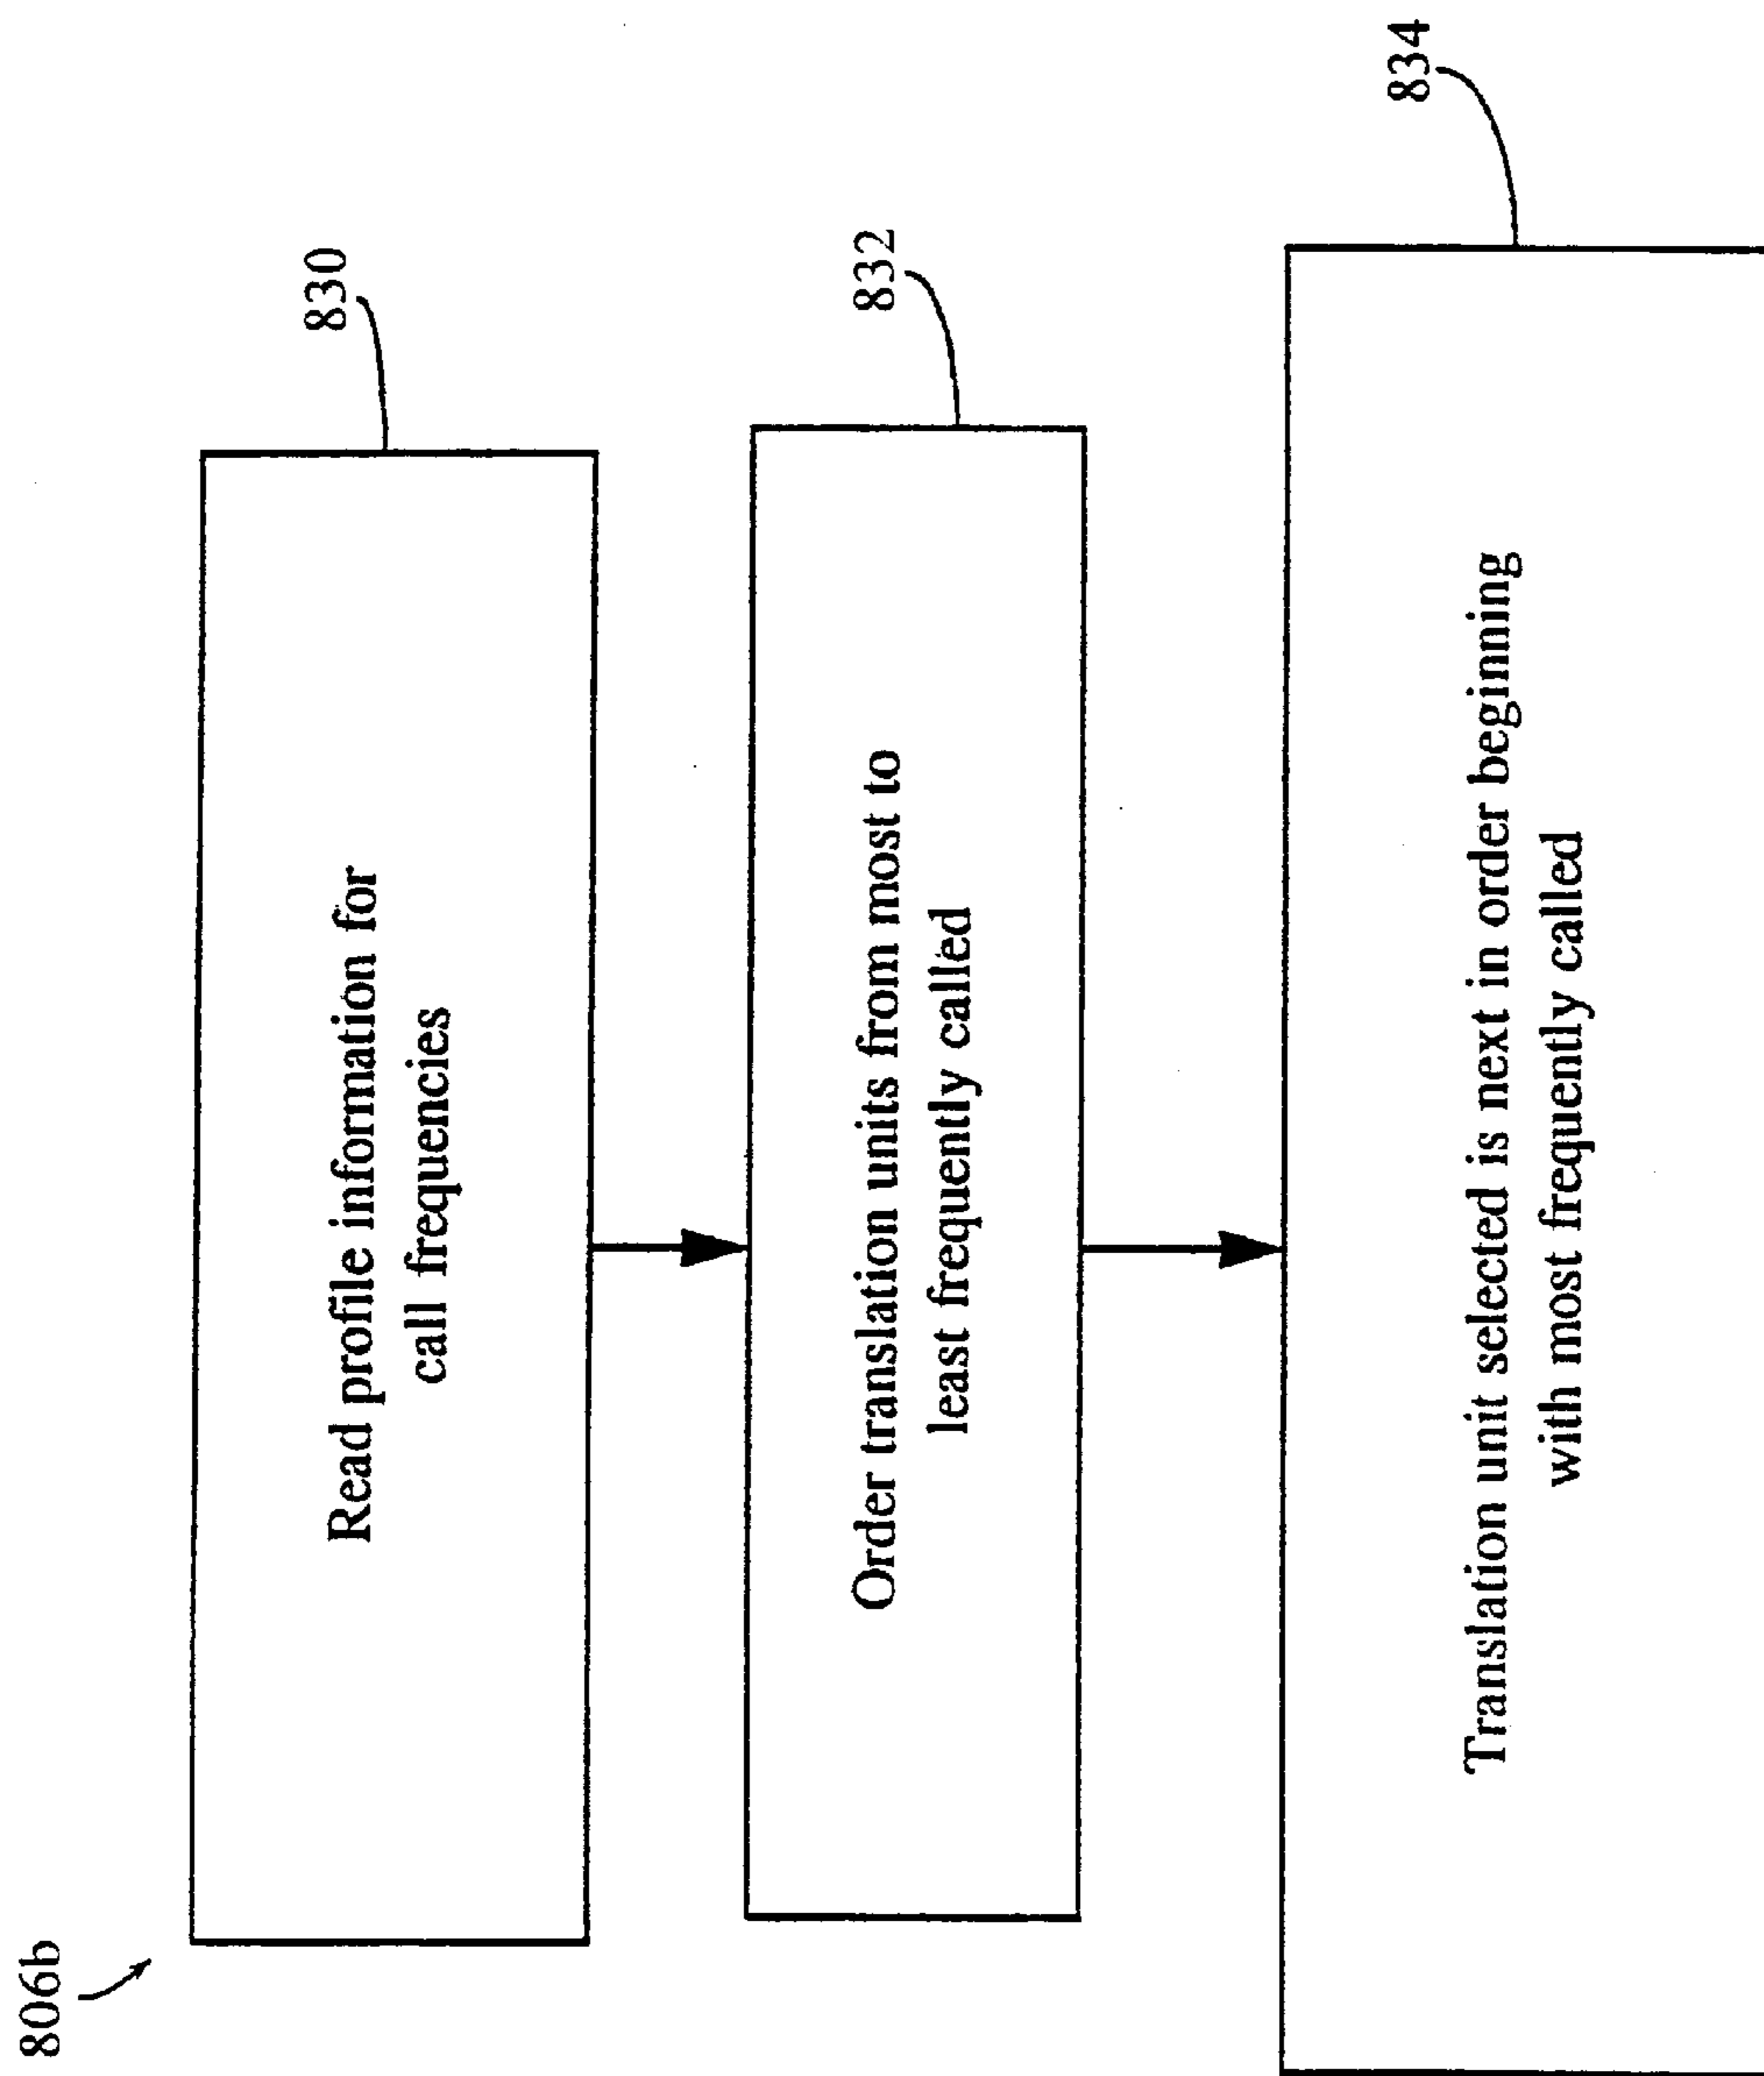 806b
830
Read profile information for
call frequencies
832
Order translation units from most to
least frequently called
834
Translation unit selected is next in order beginning
with most frequently called